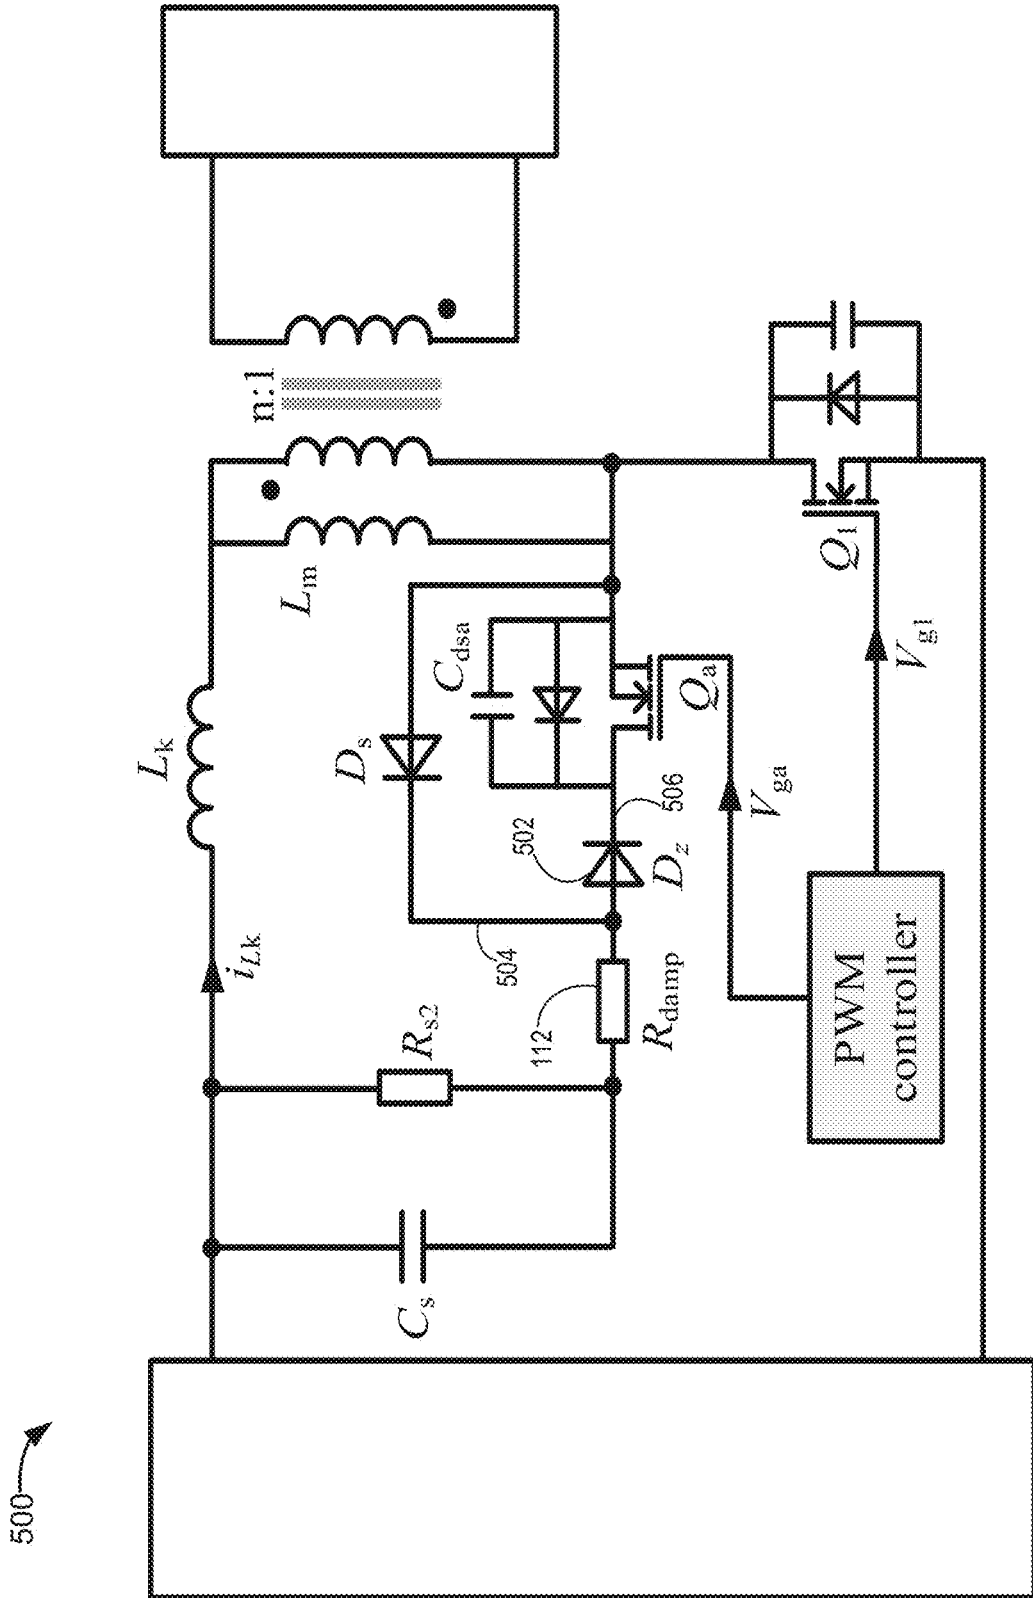 500
n:1
L_k
i_Lk
L_m
C_dsa
D_s
Q_a
Q_1
V_g1
V_ga
506
502
D_z
504
R_s2
112
R_damp
C_s
PWM
controller